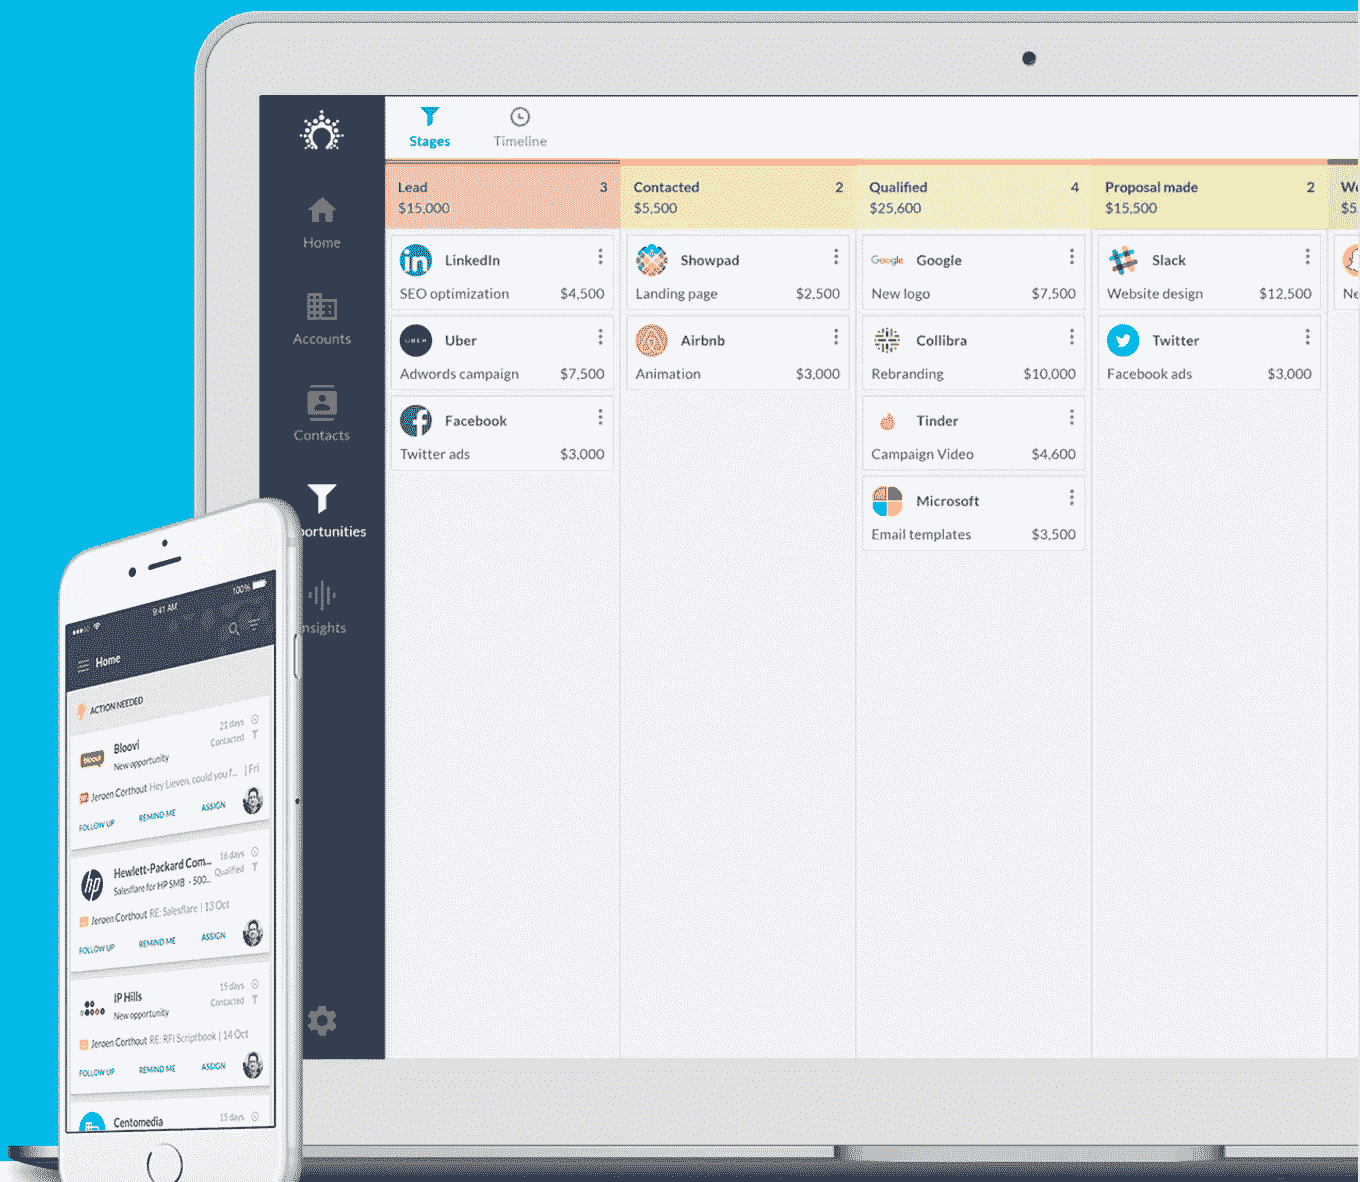 Stages
Timeline
Lead 3
$15,000
Contacted 2
$5,500
Qualified 4
$25,600
Proposal made 2
$15,500
$5
Home
Accounts
Contacts
portunities
nsights
in LinkedIn
SEO optimization $4,500
UBER Uber
Adwords campaign $7,500
f Facebook
Twitter ads $3,000
Showpad
Landing page $2,500
Airbnb
Animation $3,000
Google Google
New logo $7,500
Collibra
Rebranding $10,000
Tinder
Campaign Video $4,600
Microsoft
Email templates $3,500
Slack
Website design $12,500
Twitter
Facebook ads $3,000
Ne
9:41 AM 100%
Home
ACTION NEEDED
Bloovi 21 days
New opportunity Contacted
Jeroen Corthout Hey Lieven, could you f... | Fri
FOLLOW UP REMIND ME ASSIGN
hp Hewlett-Packard Com... 16 days
Salesflare for HP SMB - 500... Qualified
Jeroen Corthout RE: Salesflare | 13 Oct
FOLLOW UP REMIND ME ASSIGN
IP Hills 15 days
New opportunity Contacted
Jeroen Corthout RE: RFI Scriptbook | 14 Oct
FOLLOW UP REMIND ME ASSIGN
Centomedia 15 days